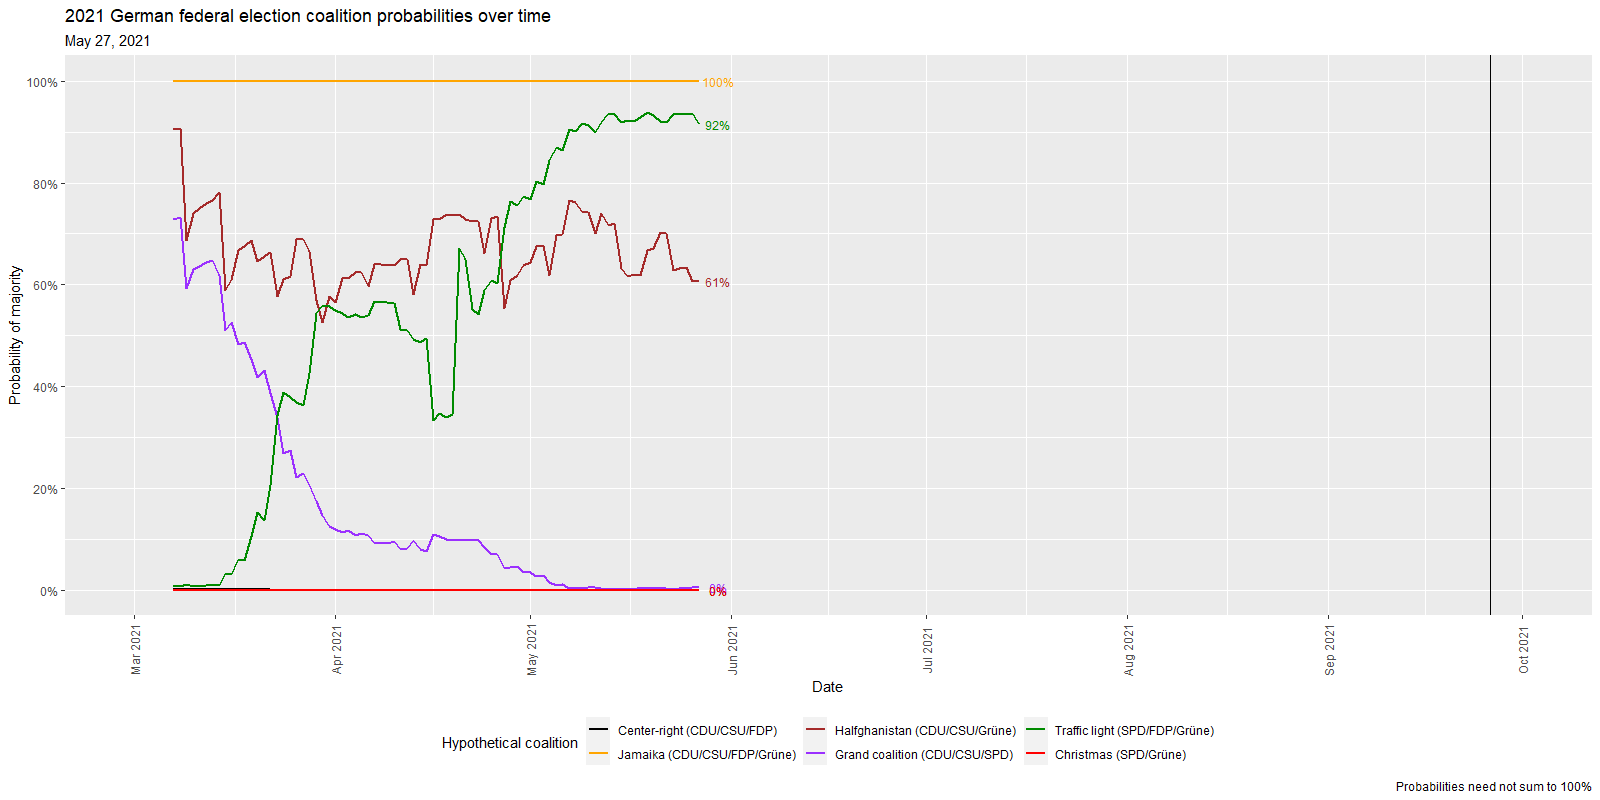 2021 German federal election coalition probabilities over time
May 27, 2021
Probability of majority
100%
80%
60%
40%
20%
0%
100%
92%
61%
0%
0%
Mar 2021
Apr 2021
May 2021
Jun 2021
Jul 2021
Aug 2021
Sep 2021
Oct 2021
Date
Hypothetical coalition
Center-right (CDU/CSU/FDP)
Halfghanistan (CDU/CSU/Grüne)
Traffic light (SPD/FDP/Grüne)
Jamaika (CDU/CSU/FDP/Grüne)
Grand coalition (CDU/CSU/SPD)
Christmas (SPD/Grüne)
Probabilities need not sum to 100%